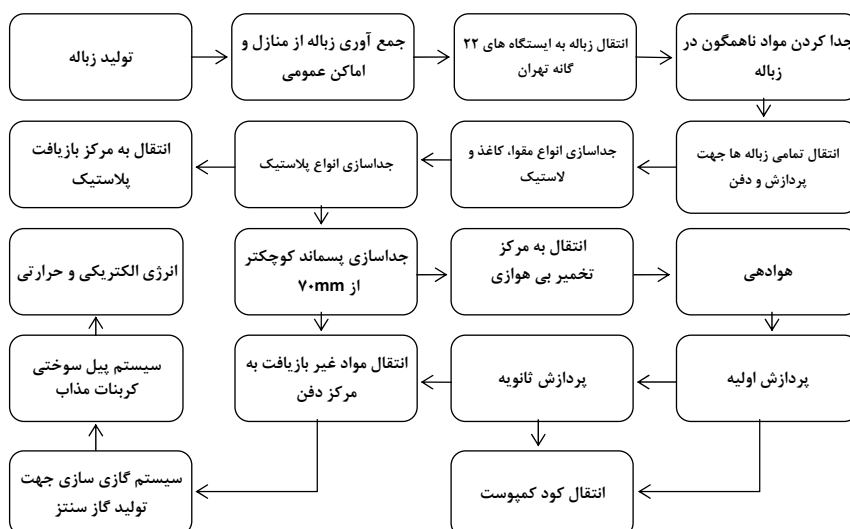 تولید زباله
جمع آوری زباله از منازل و
اماکن عمومی
انتقال زباله به ایستگاه های ۲۲
گانه تهران
جدا کردن مواد ناهمگون در
زباله
انتقال تمامی زباله ها جهت
پردازش و دفن
جداسازی انواع مقوا، کاغذ و
لاستیک
جداسازی انواع پلاستیک
انتقال به مرکز بازیافت
پلاستیک
جداسازی پسماند کوچکتر
از ۷۰mm
انتقال به مرکز
تخمیر بی هوازی
هوادهی
پردازش اولیه
پردازش ثانویه
انتقال مواد غیر بازیافت به
مرکز دفن
انتقال کود کمپوست
سیستم گازی سازی جهت
تولید گاز سنتز
سیستم پیل سوختی
کربنات مذاب
انرژی الکتریکی و حرارتی